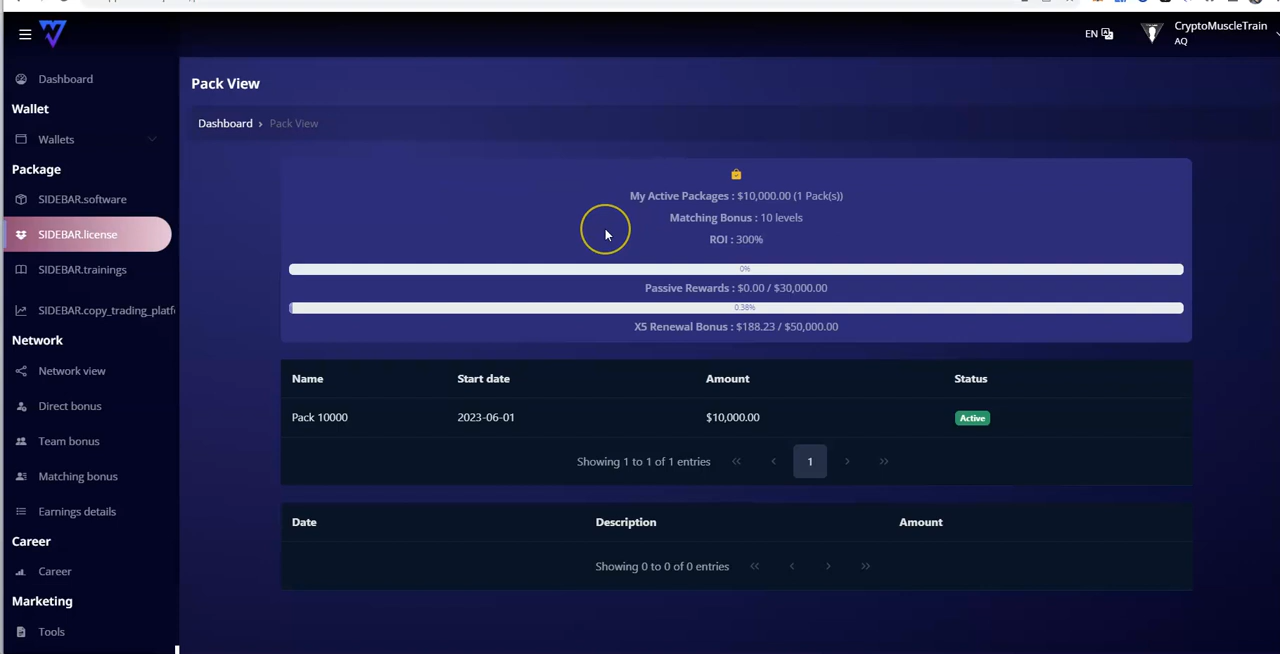 EN
CryptoMuscleTrain
AQ
Dashboard
Wallet
Wallets
Package
SIDEBAR.software
SIDEBAR.license
SIDEBAR.trainings
SIDEBAR.copy_trading_platf
Network
Network view
Direct bonus
Team bonus
Matching bonus
Earnings details
Career
Career
Marketing
Tools
Pack View
Dashboard › Pack View
My Active Packages : $10,000.00 (1 Pack(s))
Matching Bonus : 10 levels
ROI : 300%
0%
Passive Rewards : $0.00 / $30,000.00
0.38%
X5 Renewal Bonus : $188.23 / $50,000.00
Name Start date Amount Status
Pack 10000 2023-06-01 $10,000.00 Active
Showing 1 to 1 of 1 entries « ‹ 1 › »
Date Description Amount
Showing 0 to 0 of 0 entries « ‹ › »